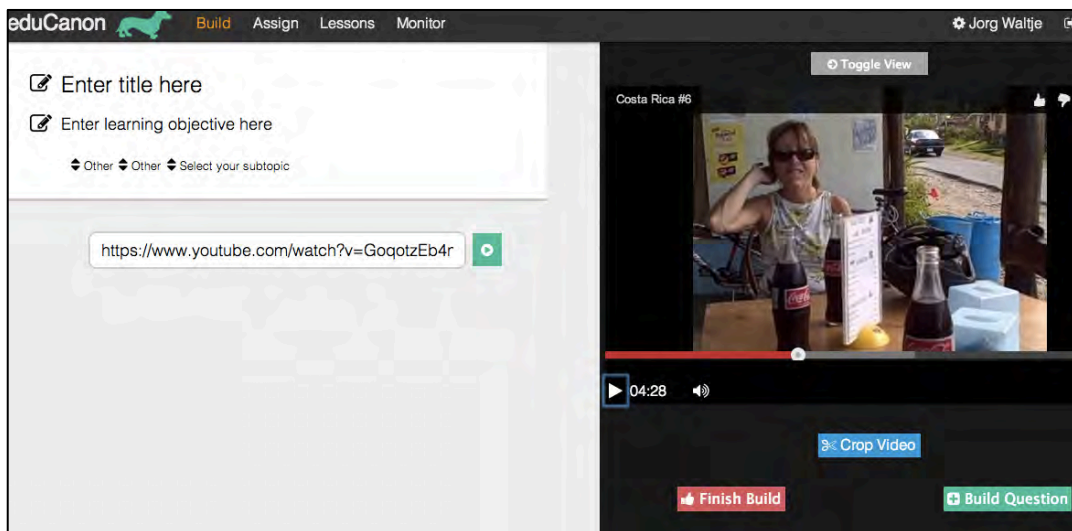 eduCanon Build Assign Lessons Monitor Jorg Waltje
Enter title here
Enter learning objective here
Other Other Select your subtopic
https://www.youtube.com/watch?v=GoqotzEb4r
Toggle View
Costa Rica #6
Coca-Cola
04:28
Crop Video
Finish Build
Build Question